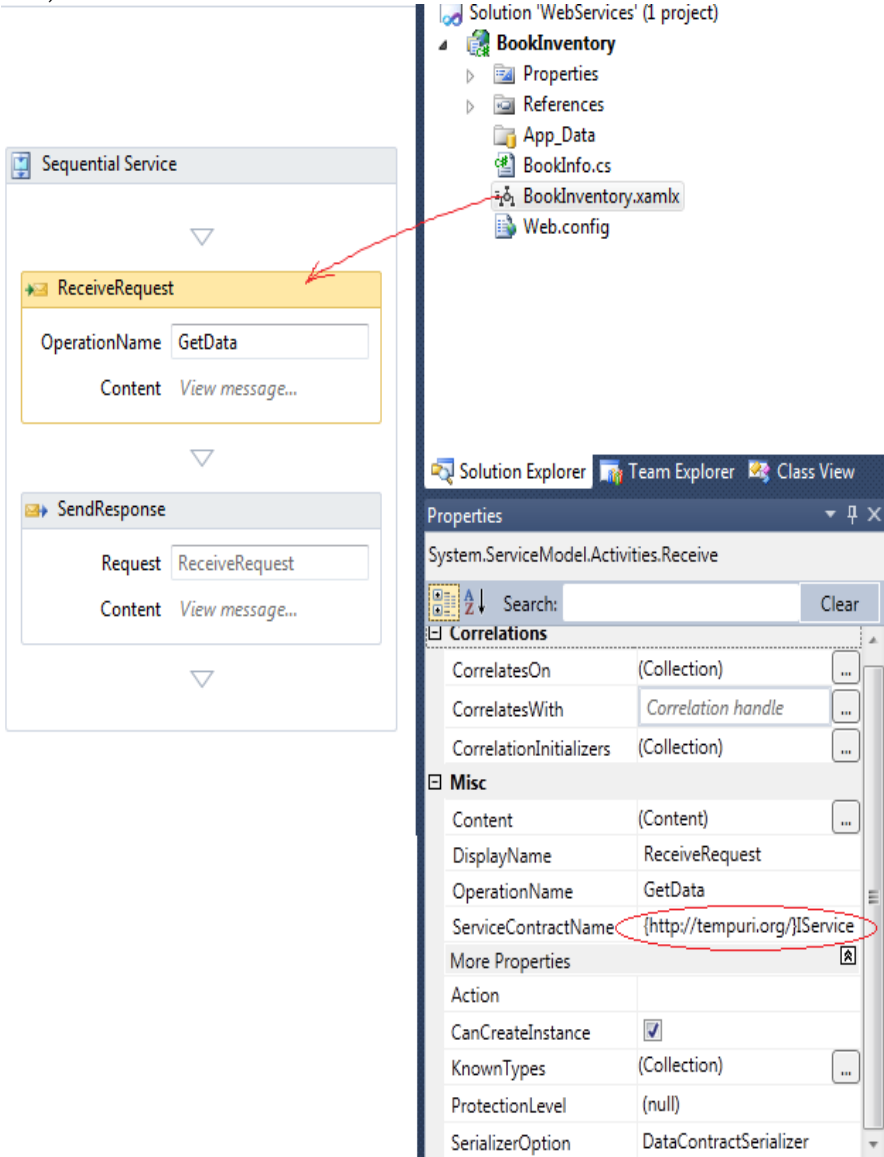 Solution 'WebServices' (1 project)
BookInventory
Properties
References
App_Data
BookInfo.cs
BookInventory.xamlx
Web.config
Sequential Service
ReceiveRequest
OperationName GetData
Content View message...
SendResponse
Request ReceiveRequest
Content View message...
Solution Explorer Team Explorer Class View
Properties
System.ServiceModel.Activities.Receive
Search: Clear
Correlations
CorrelatesOn (Collection) ...
CorrelatesWith Correlation handle ...
CorrelationInitializers (Collection) ...
Misc
Content (Content) ...
DisplayName ReceiveRequest
OperationName GetData
ServiceContractName {http://tempuri.org/}IService
More Properties
Action
CanCreateInstance
KnownTypes (Collection) ...
ProtectionLevel (null)
SerializerOption DataContractSerializer